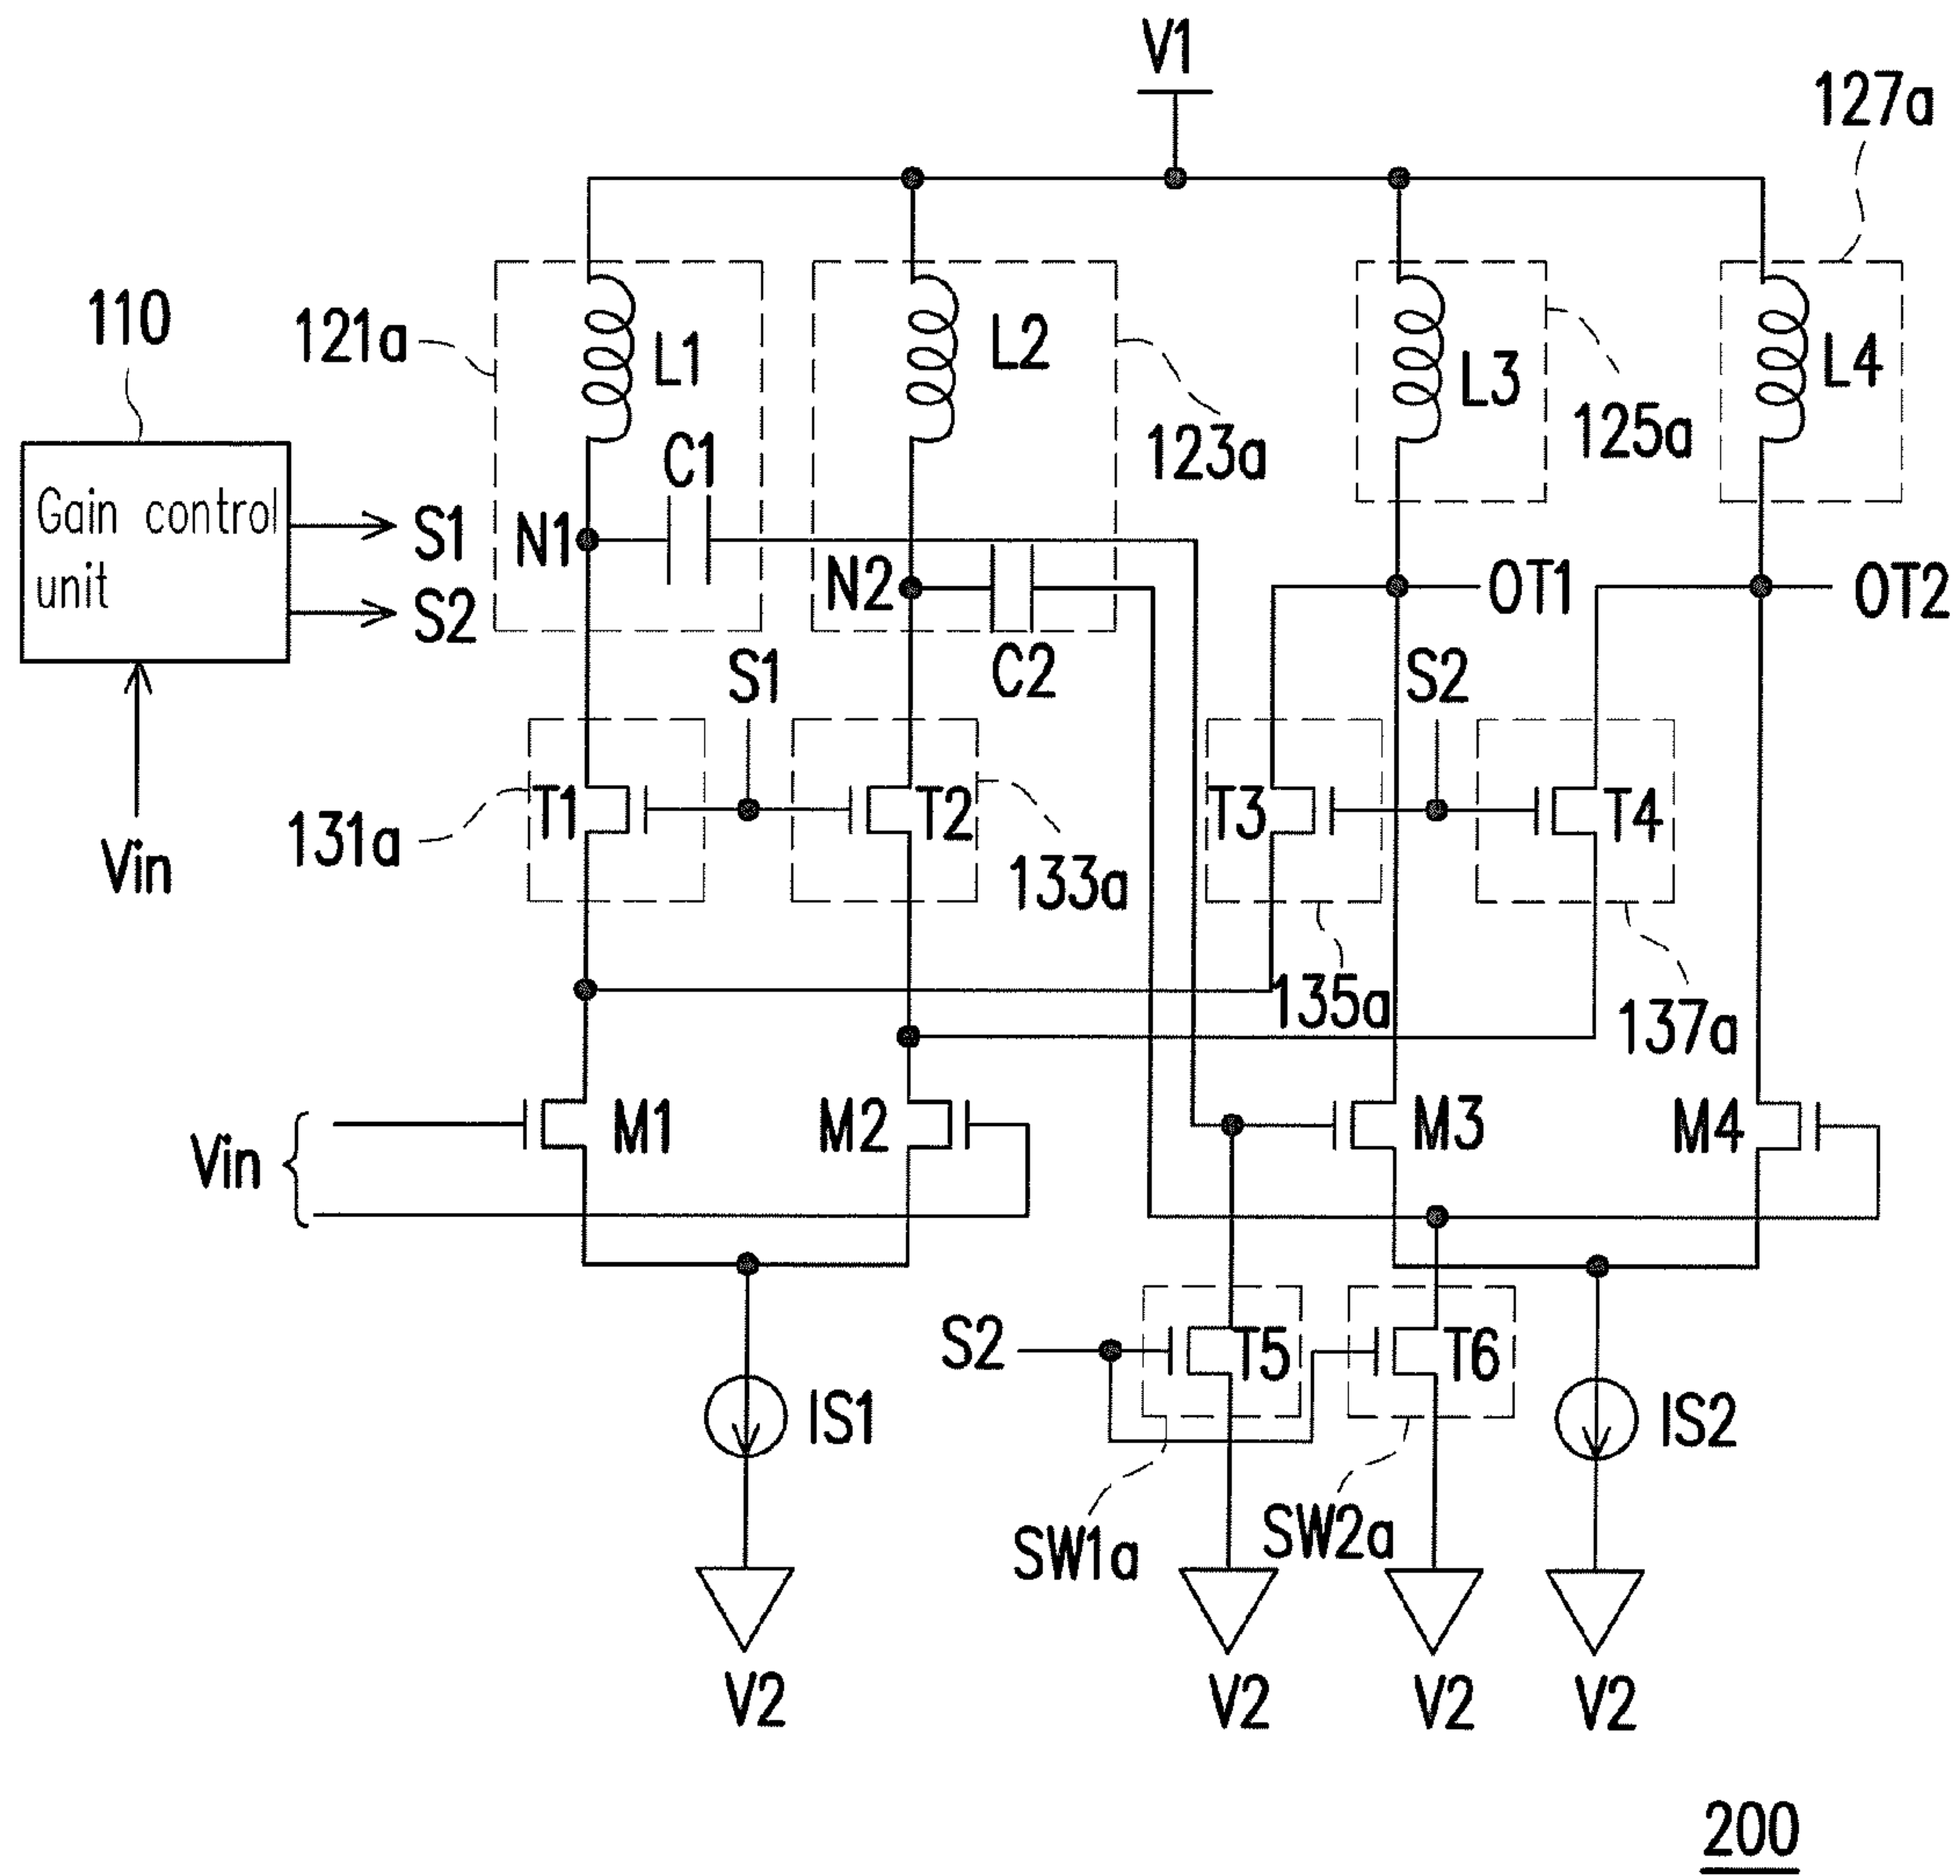 V1
127a
110
121a
L1
L2
L3
L4
123a
125a
C1
Gain control
unit
S1
S2
N1
N2
C2
OT1
OT2
S1
S2
Vin
131a
T1
T2
133a
T3
T4
135a
137a
Vin
M1
M2
M3
M4
S2
T5
T6
IS1
IS2
SW1a
SW2a
V2
V2
V2
V2
200